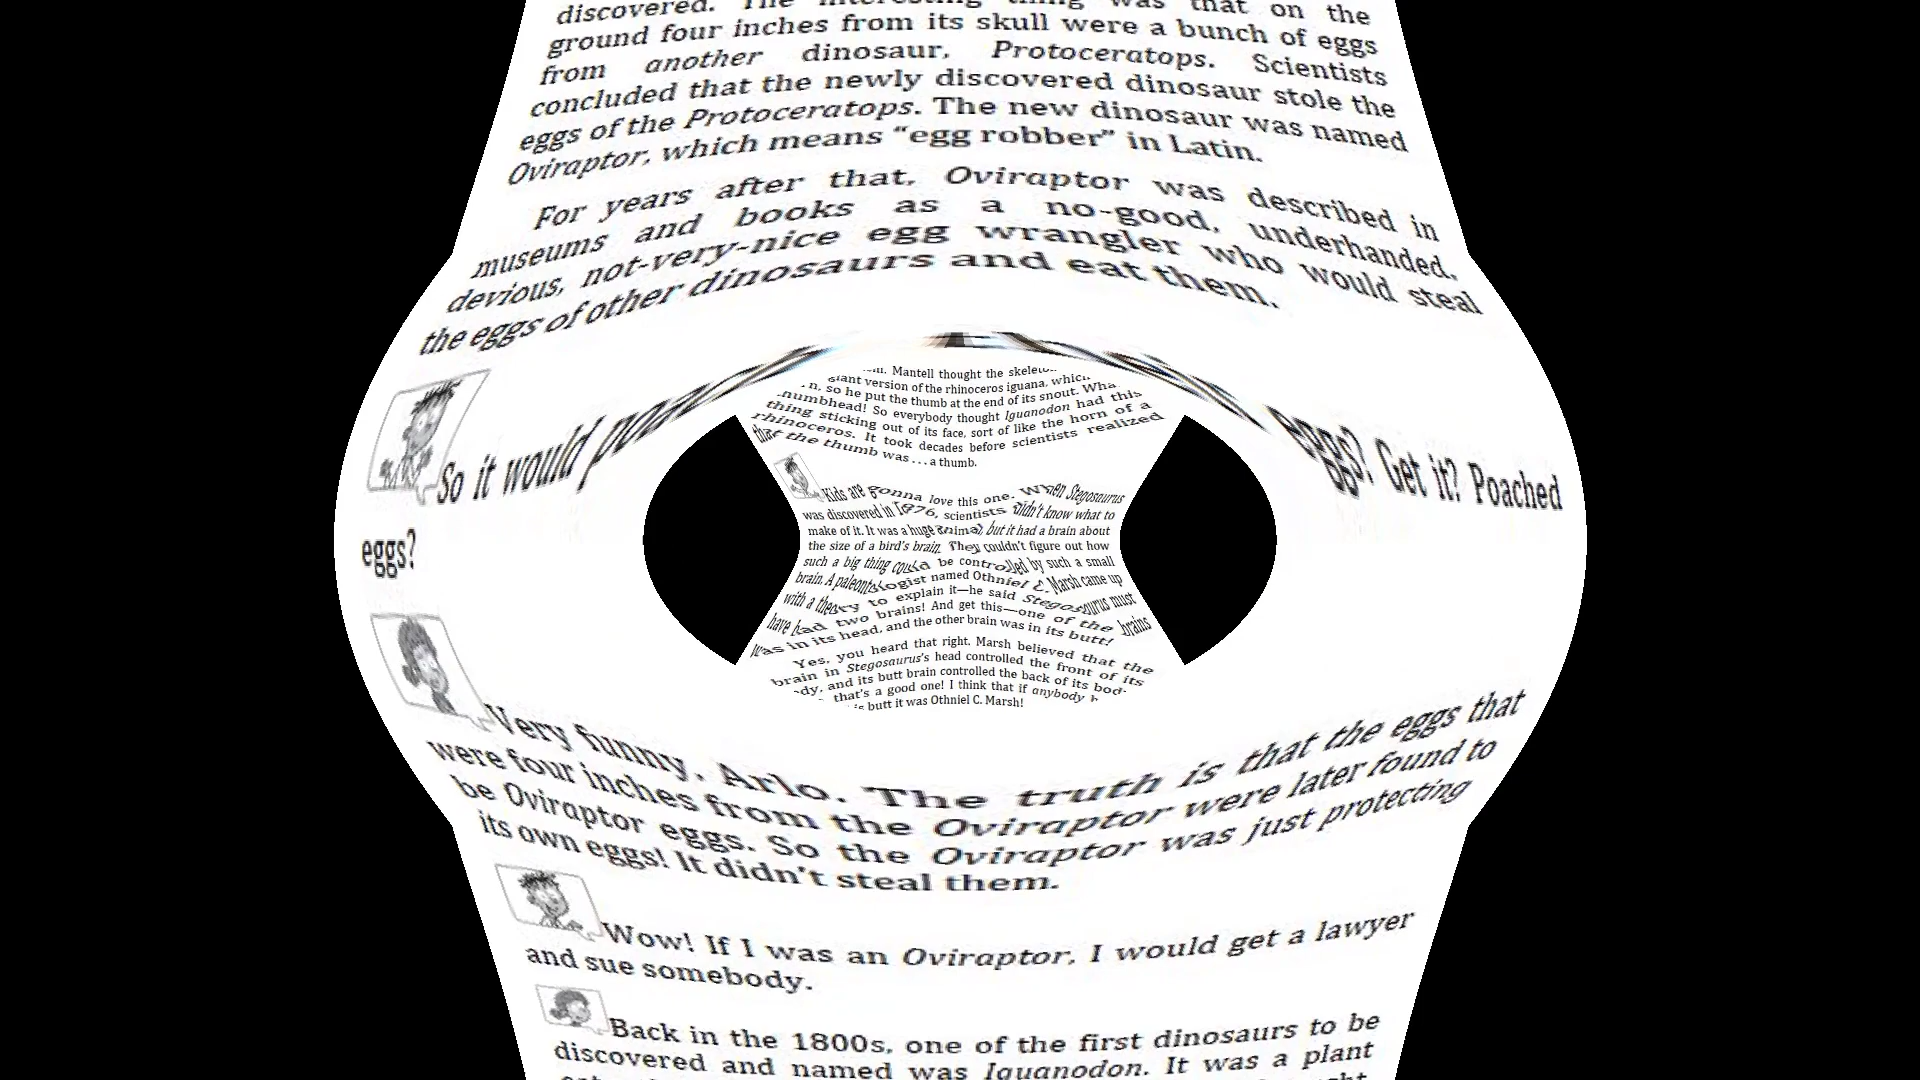 discovered. The interesting thing was that on the
ground four inches from its skull were a bunch of eggs
from another dinosaur, Protoceratops. Scientists
concluded that the newly discovered dinosaur stole the
eggs of the Protoceratops. The new dinosaur was named
Oviraptor, which means “egg robber” in Latin.
For years after that, Oviraptor was described in
museums and books as a no-good, underhanded,
devious, not-very-nice egg wrangler who would steal
the eggs of other dinosaurs and eat them.
So it would eggs? Get it? Poached
eggs?
Mantell thought the
giant version of the rhinoceros iguana, which
so he put the thumb at the end of its snout. What
numbhead! So everybody thought Iguanodon had this
thing sticking out of its face, sort of like the horn of a
rhinoceros. It took decades before scientists realized
that the thumb was...a thumb.
Kids are gonna love this one. When Stegosaurus
was discovered in 1876, scientists didn't know what to
make of it. It was a huge animal, but it had a brain about
the size of a bird's brain. They couldn't figure out how
such a big thing could be controlled by such a small
brain. A paleontologist named Othniel C. Marsh came up
with a theory to explain it—he said Stegosaurus must
have had two brains! And get this—one of the brains
was in its head, and the other brain was in its butt!
Yes, you heard that right. Marsh believed that the
brain in Stegosaurus's head controlled the front of its
and its butt brain controlled the back of its
that's a good one! I think that if anybody
butt it was Othniel C. Marsh!
Very funny, Arlo. The truth is that the eggs that
were four inches from the Oviraptor were later found to
be Oviraptor eggs. So the Oviraptor was just protecting
its own eggs! It didn't steal them.
Wow! If I was an Oviraptor, I would get a lawyer
and sue somebody.
Back in the 1800s, one of the first dinosaurs to be
discovered and named was Iguanodon. It was a plant